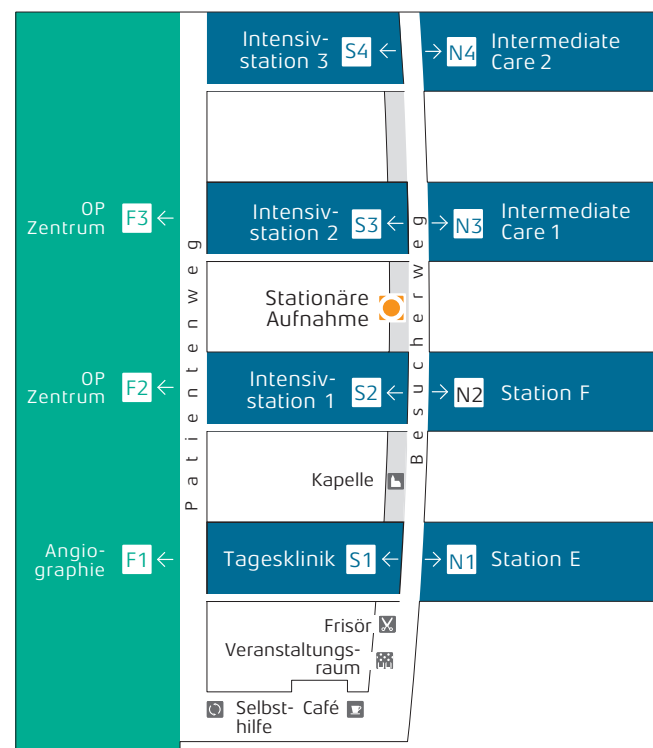 Intensiv-
station 3 S4 ← → N4 Intermediate
Care 2
OP
Zentrum F3 ←
Intensiv-
station 2 S3 ← → N3 Intermediate
Care 1
Patientenweg
Besucherweg
Stationäre
Aufnahme
OP
Zentrum F2 ←
Intensiv-
station 1 S2 ← → N2 Station F
Kapelle
Angio-
graphie F1 ←
Tagesklinik S1 ← → N1 Station E
Frisör
Veranstaltungs-
raum
Selbst-
hilfe
Café